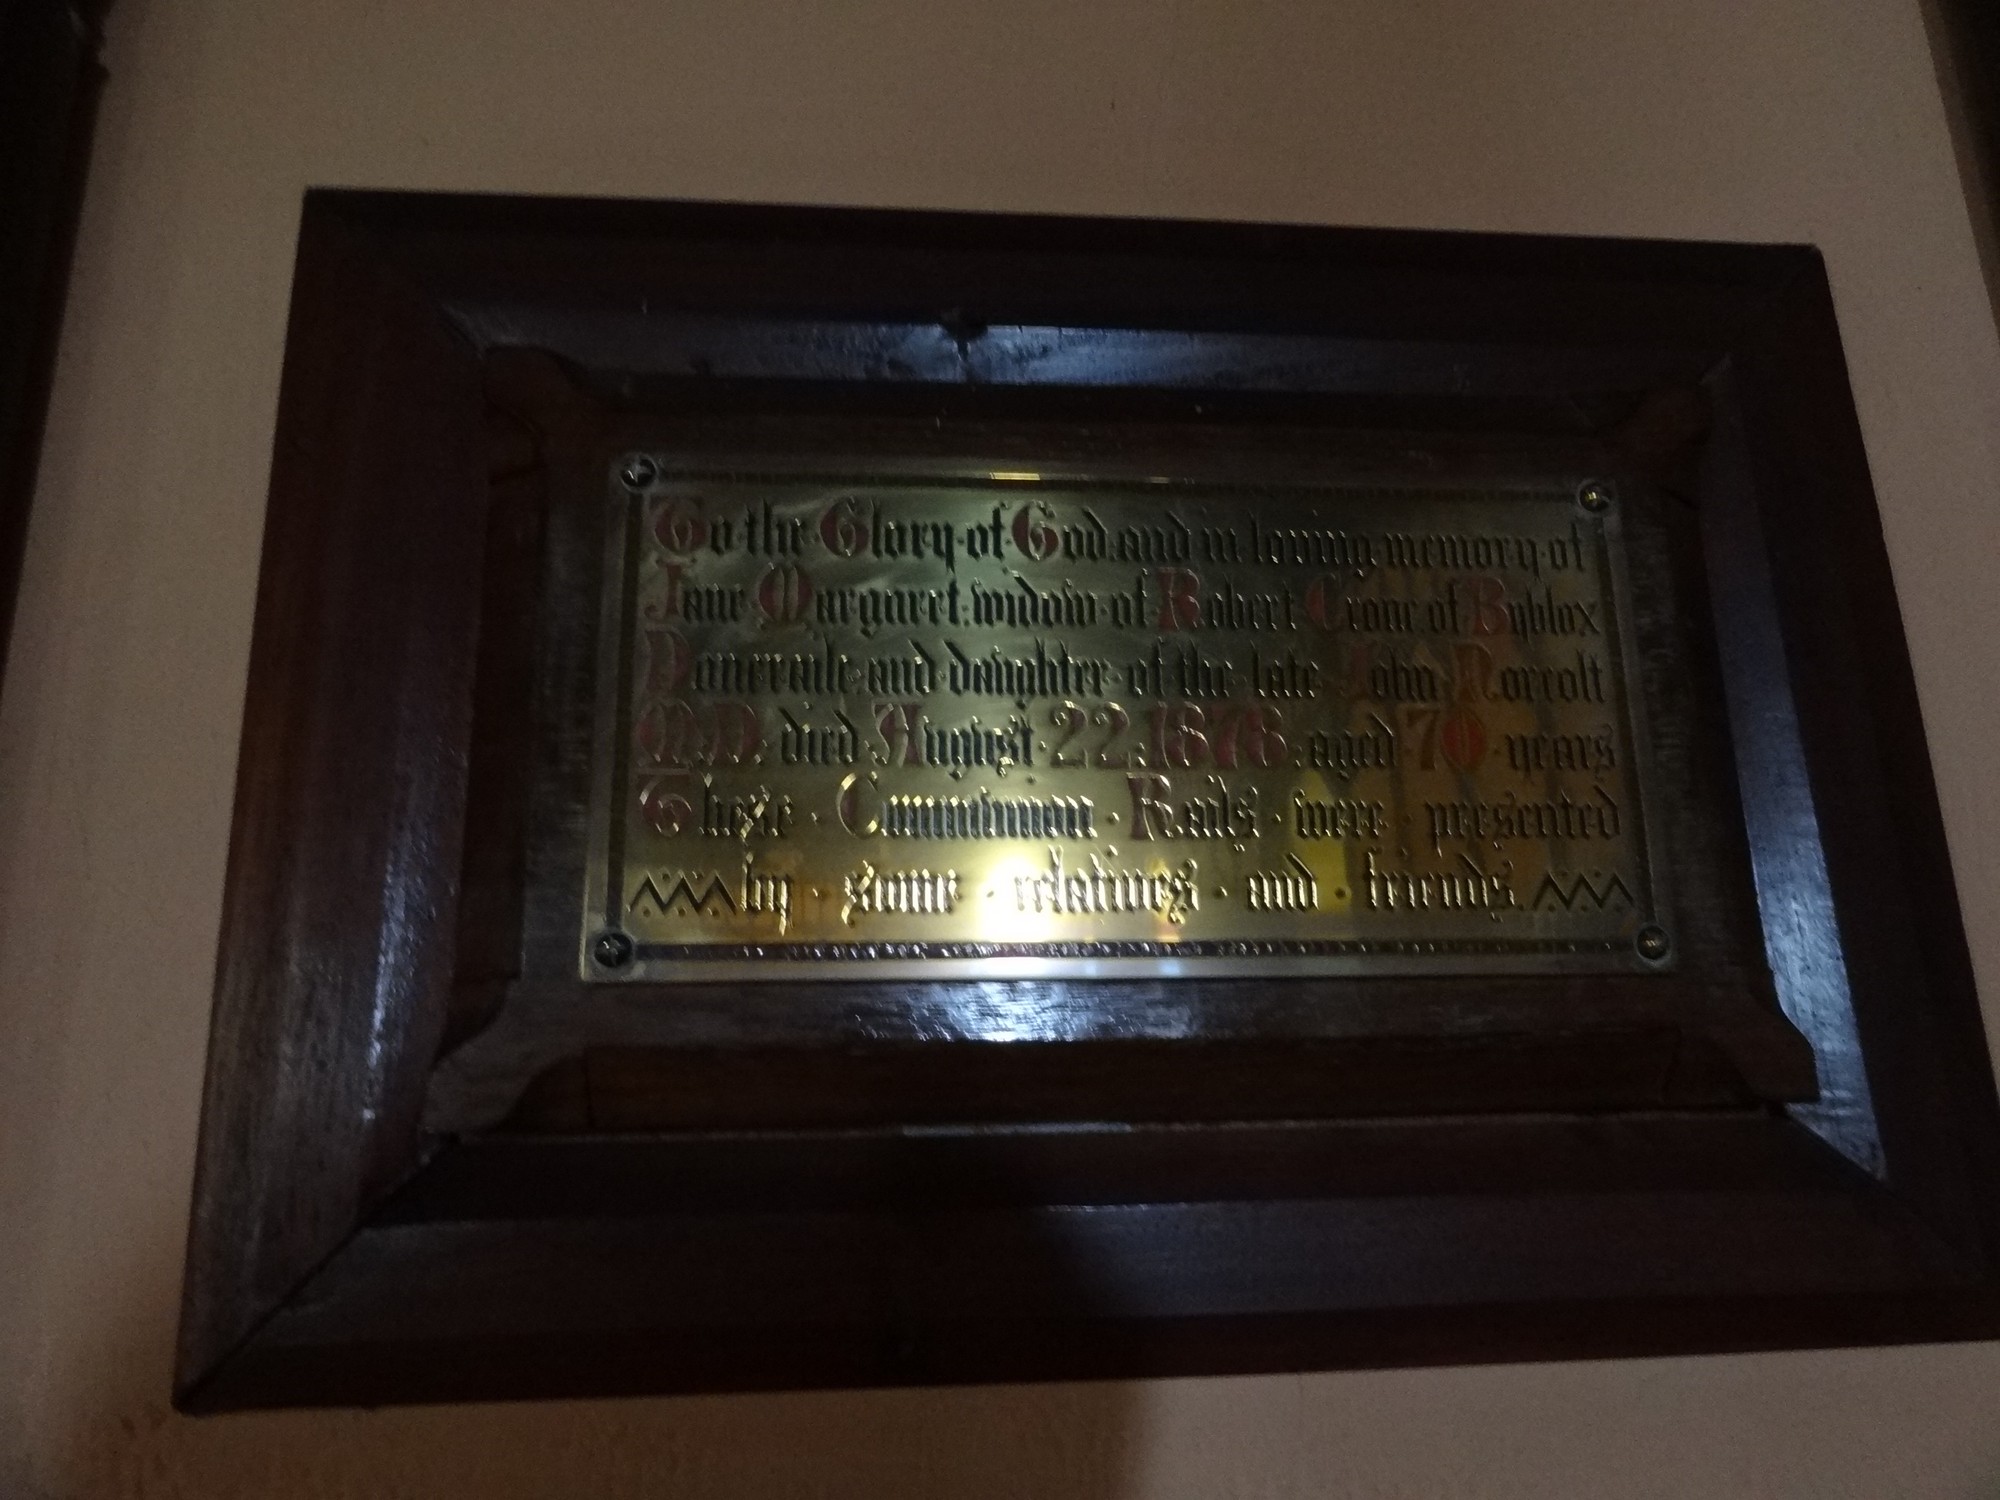 To·the·Glory·of·God·and in loving memory·of
Jane Margaret·widow·of Robert Crone·of Byblox
Doneraile·and daughter·of the late John Norcott
M.D. died August·22·1878·aged 70 years
These · Communion · Rails · were · presented
by · some · relatives · and · friends.